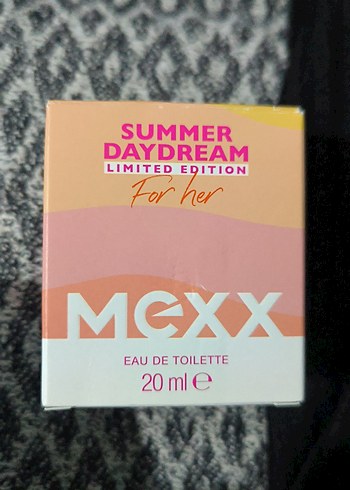 SUMMER
DAYDREAM
LIMITED EDITION
For her
MEXX
EAU DE TOILETTE
20 ml ℮